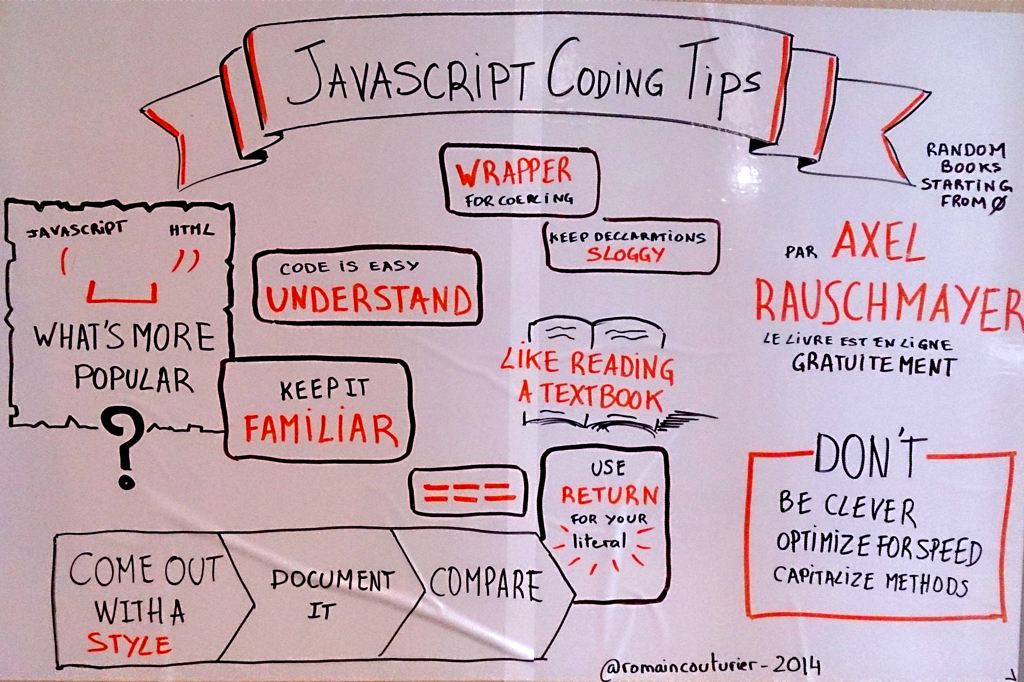 JAVASCRIPT CODING TIPS
RANDOM
BOOKS
STARTING
FROM 0
WRAPPER
FOR COERCING
KEEP DECLARATIONS
SLOGGY
PAR AXEL
RAUSCHMAYER
LE LIVRE EST EN LIGNE
GRATUITEMENT
JAVASCRIPT HTML
( ))
WHAT'S MORE
POPULAR
?
CODE IS EASY
UNDERSTAND
KEEP IT
FAMILIAR
LIKE READING
A TEXTBOOK
===
USE
RETURN
FOR YOUR
literal
DON'T
BE CLEVER
OPTIMIZE FOR SPEED
CAPITALIZE METHODS
COME OUT
WITH A
STYLE
DOCUMENT
IT
COMPARE
@romaincouturier - 2014